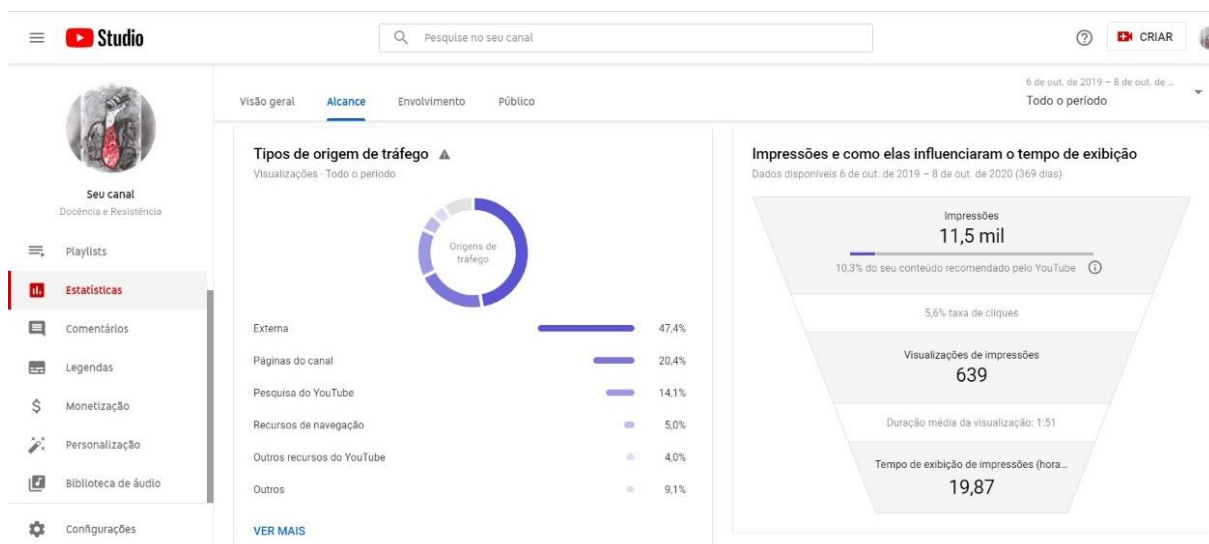 Studio
Pesquise no seu canal
CRIAR
Seu canal
Docência e Resistência
Playlists
Estatísticas
Comentários
Legendas
Monetização
Personalização
Biblioteca de áudio
Configurações
Visão geral
Alcance
Envolvimento
Público
6 de out. de 2019 – 8 de out. de ...
Todo o período
Tipos de origem de tráfego
Visualizações · Todo o período
Origens de
tráfego
Externa 47,4%
Páginas do canal 20,4%
Pesquisa do YouTube 14,1%
Recursos de navegação 5,0%
Outros recursos do YouTube 4,0%
Outros 9,1%
VER MAIS
Impressões e como elas influenciaram o tempo de exibição
Dados disponíveis 6 de out. de 2019 – 8 de out. de 2020 (369 dias)
Impressões
11,5 mil
10,3% do seu conteúdo recomendado pelo YouTube
5,6% taxa de cliques
Visualizações de impressões
639
Duração média da visualização: 1:51
Tempo de exibição de impressões (hora...
19,87